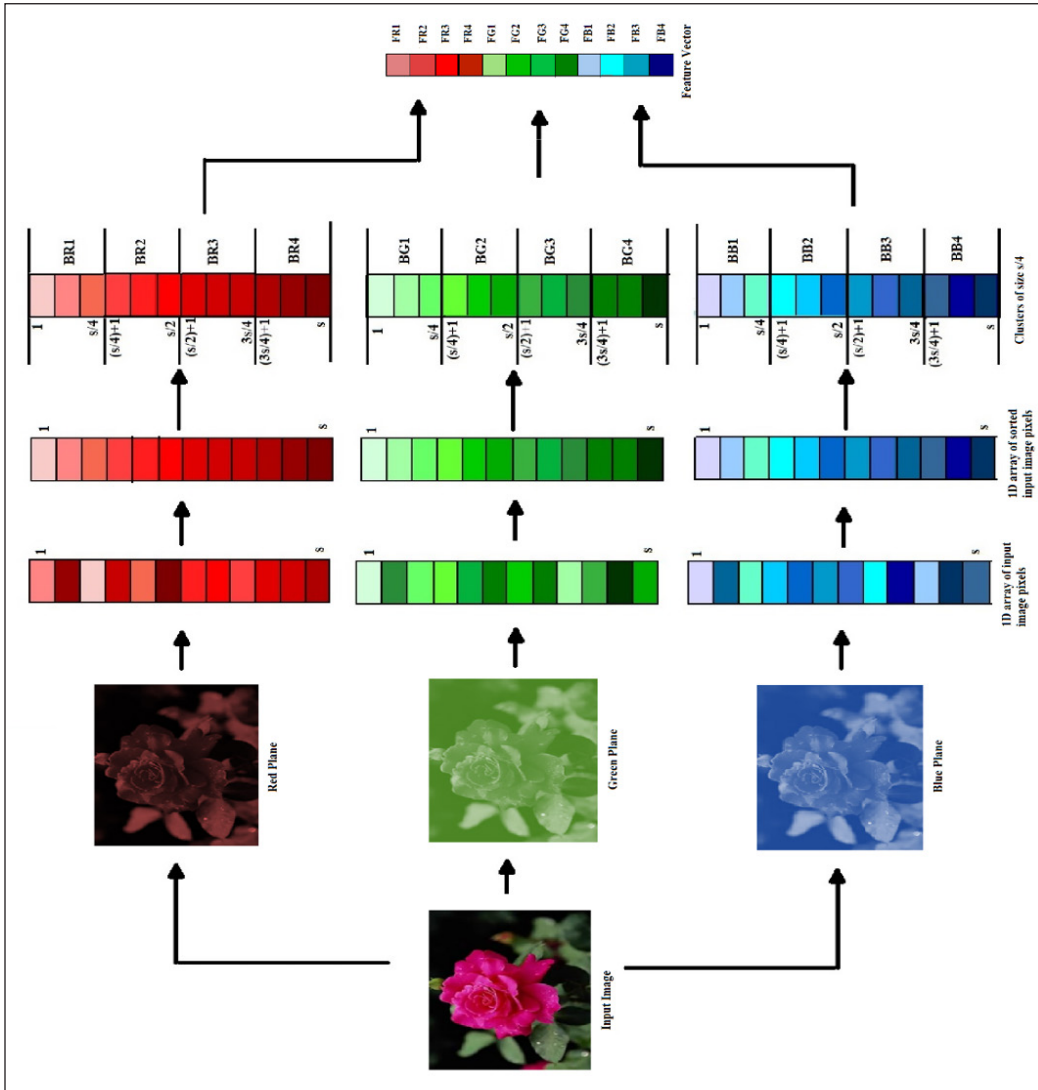 Input Image
Red Plane
Green Plane
Blue Plane
1
s
1
s
1
s
1D array of input
image pixels
1
s
1
s
1
s
1D array of sorted
input image pixels
1
s/4
(s/4)+1
s/2
(s/2)+1
3s/4
(3s/4)+1
s
BR1
BR2
BR3
BR4
1
s/4
(s/4)+1
s/2
(s/2)+1
3s/4
(3s/4)+1
s
BG1
BG2
BG3
BG4
1
s/4
(s/4)+1
s/2
(s/2)+1
3s/4
(3s/4)+1
s
BB1
BB2
BB3
BB4
Clusters of size s/4
FR1
FR2
FR3
FR4
FG1
FG2
FG3
FG4
FB1
FB2
FB3
FB4
Feature Vector